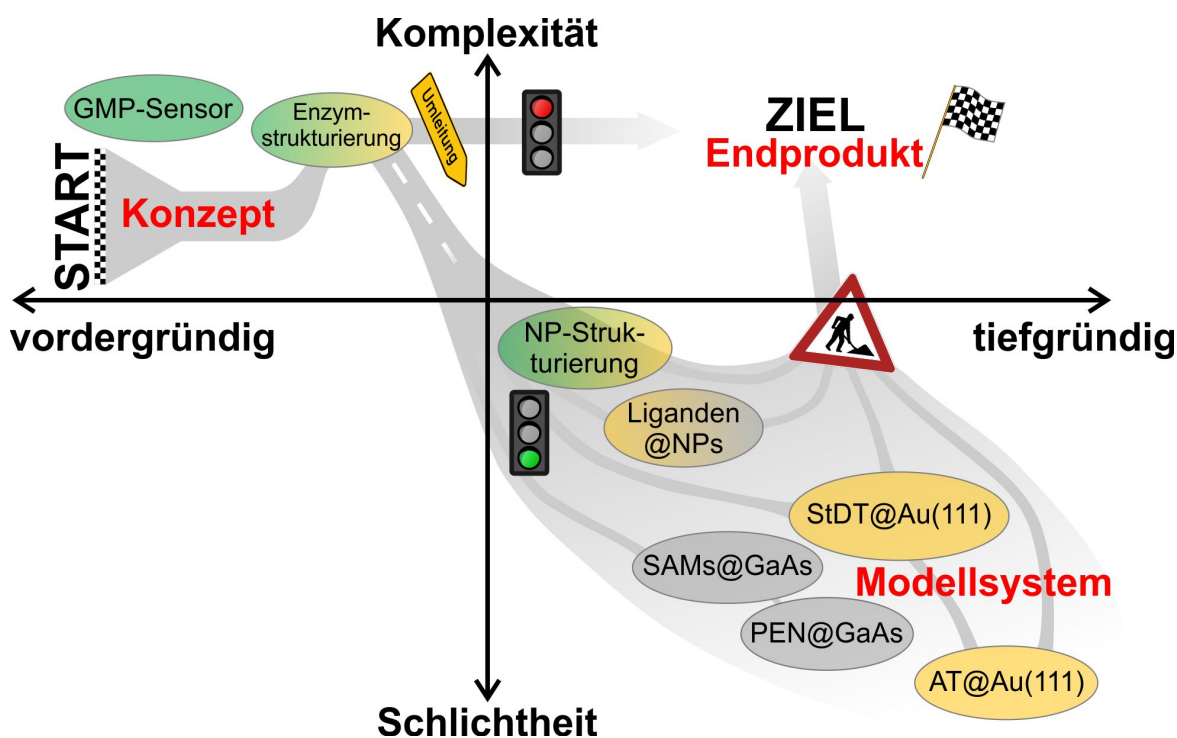 Komplexität
GMP-Sensor
Enzym-
strukturierung
Umleitung
ZIEL
Endprodukt
START
Konzept
vordergründig
tiefgründig
NP-Struk-
turierung
Liganden
@NPs
StDT@Au(111)
SAMs@GaAs
Modellsystem
PEN@GaAs
AT@Au(111)
Schlichtheit